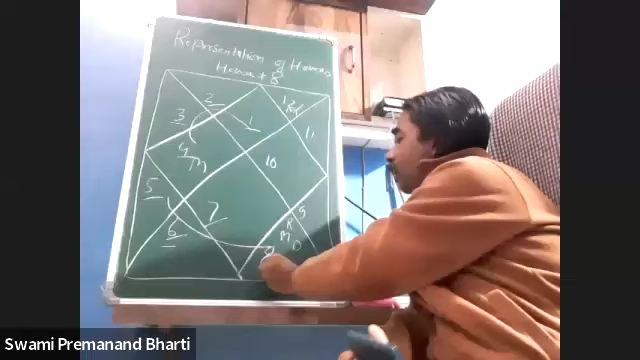 Representation of Houses
House + 8
2
12
3
1
11
4
M
10
5
7
9
R
6
M
D
8
Swami Premanand Bharti